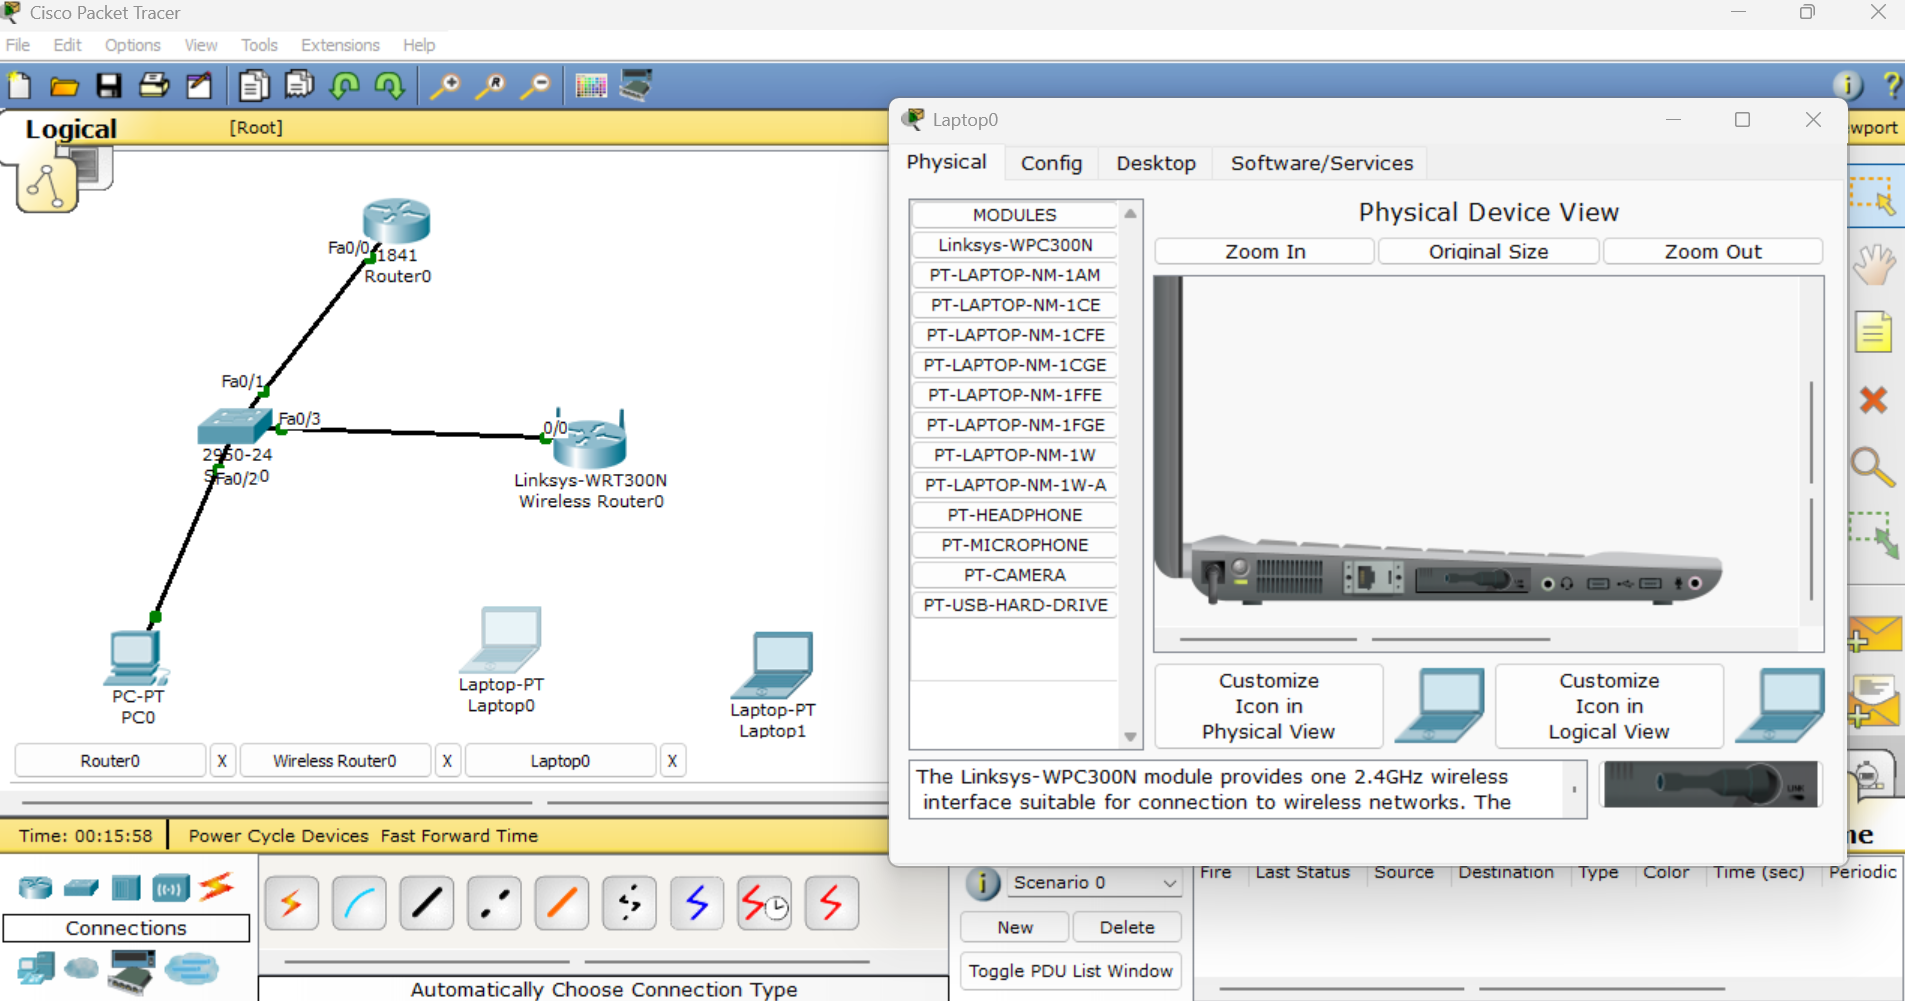 Cisco Packet Tracer
File Edit Options View Tools Extensions Help
Logical
[Root]
wport
Fa0/0
1841
Router0
Fa0/1
Fa0/3
2950-24
Fa0/2
0/0
Linksys-WRT300N
Wireless Router0
PC-PT
PC0
Laptop-PT
Laptop0
Laptop-PT
Laptop1
Router0 X Wireless Router0 X Laptop0 X
Time: 00:15:58 Power Cycle Devices Fast Forward Time
Connections
Automatically Choose Connection Type
Laptop0
Physical Config Desktop Software/Services
MODULES
Linksys-WPC300N
PT-LAPTOP-NM-1AM
PT-LAPTOP-NM-1CE
PT-LAPTOP-NM-1CFE
PT-LAPTOP-NM-1CGE
PT-LAPTOP-NM-1FFE
PT-LAPTOP-NM-1FGE
PT-LAPTOP-NM-1W
PT-LAPTOP-NM-1W-A
PT-HEADPHONE
PT-MICROPHONE
PT-CAMERA
PT-USB-HARD-DRIVE
Physical Device View
Zoom In Original Size Zoom Out
Customize
Icon in
Physical View
Customize
Icon in
Logical View
The Linksys-WPC300N module provides one 2.4GHz wireless
interface suitable for connection to wireless networks. The
Scenario 0
New Delete
Toggle PDU List Window
Fire Last Status Source Destination Type Color Time (sec) Periodic